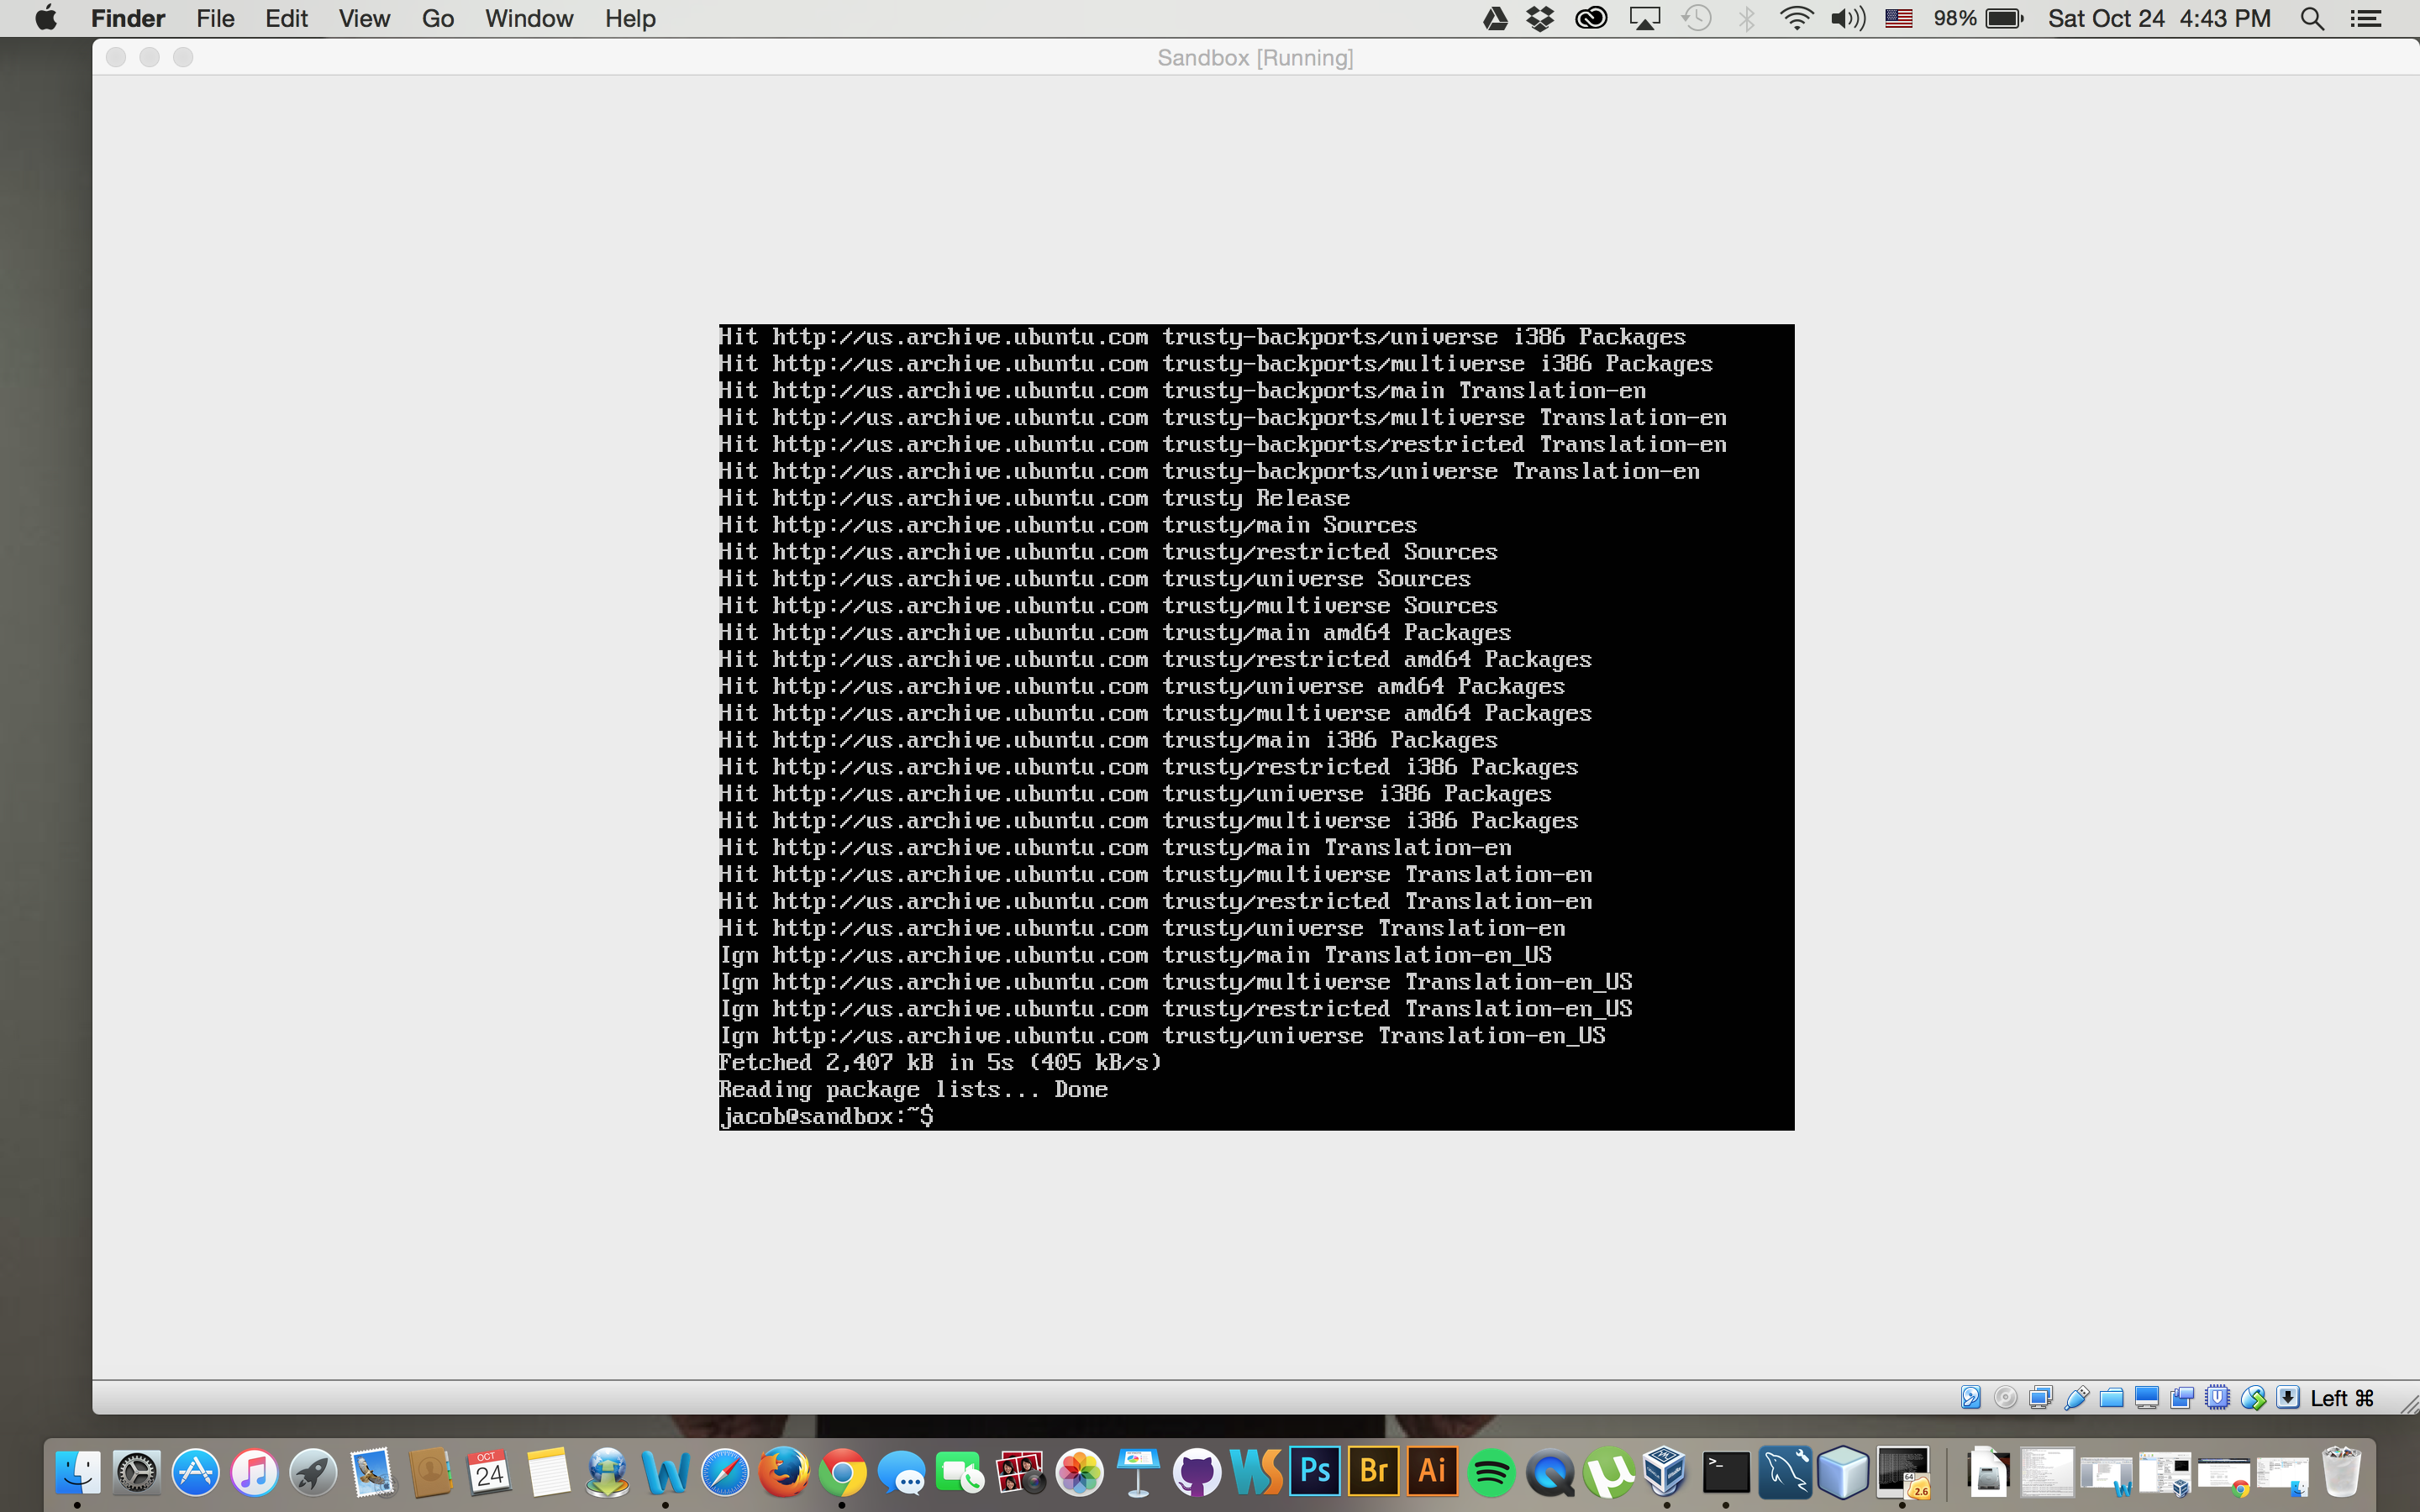 Finder File Edit View Go Window Help 98% Sat Oct 24 4:43 PM
Sandbox [Running]
Hit http://us.archive.ubuntu.com trusty-backports/universe i386 Packages
Hit http://us.archive.ubuntu.com trusty-backports/multiverse i386 Packages
Hit http://us.archive.ubuntu.com trusty-backports/main Translation-en
Hit http://us.archive.ubuntu.com trusty-backports/multiverse Translation-en
Hit http://us.archive.ubuntu.com trusty-backports/restricted Translation-en
Hit http://us.archive.ubuntu.com trusty-backports/universe Translation-en
Hit http://us.archive.ubuntu.com trusty Release
Hit http://us.archive.ubuntu.com trusty/main Sources
Hit http://us.archive.ubuntu.com trusty/restricted Sources
Hit http://us.archive.ubuntu.com trusty/universe Sources
Hit http://us.archive.ubuntu.com trusty/multiverse Sources
Hit http://us.archive.ubuntu.com trusty/main amd64 Packages
Hit http://us.archive.ubuntu.com trusty/restricted amd64 Packages
Hit http://us.archive.ubuntu.com trusty/universe amd64 Packages
Hit http://us.archive.ubuntu.com trusty/multiverse amd64 Packages
Hit http://us.archive.ubuntu.com trusty/main i386 Packages
Hit http://us.archive.ubuntu.com trusty/restricted i386 Packages
Hit http://us.archive.ubuntu.com trusty/universe i386 Packages
Hit http://us.archive.ubuntu.com trusty/multiverse i386 Packages
Hit http://us.archive.ubuntu.com trusty/main Translation-en
Hit http://us.archive.ubuntu.com trusty/multiverse Translation-en
Hit http://us.archive.ubuntu.com trusty/restricted Translation-en
Hit http://us.archive.ubuntu.com trusty/universe Translation-en
Ign http://us.archive.ubuntu.com trusty/main Translation-en_US
Ign http://us.archive.ubuntu.com trusty/multiverse Translation-en_US
Ign http://us.archive.ubuntu.com trusty/restricted Translation-en_US
Ign http://us.archive.ubuntu.com trusty/universe Translation-en_US
Fetched 2,407 kB in 5s (405 kB/s)
Reading package lists... Done
jacob@sandbox:~$
Left ⌘
OCT
24
W WS Ps Br Ai µ >_ 64 2.6